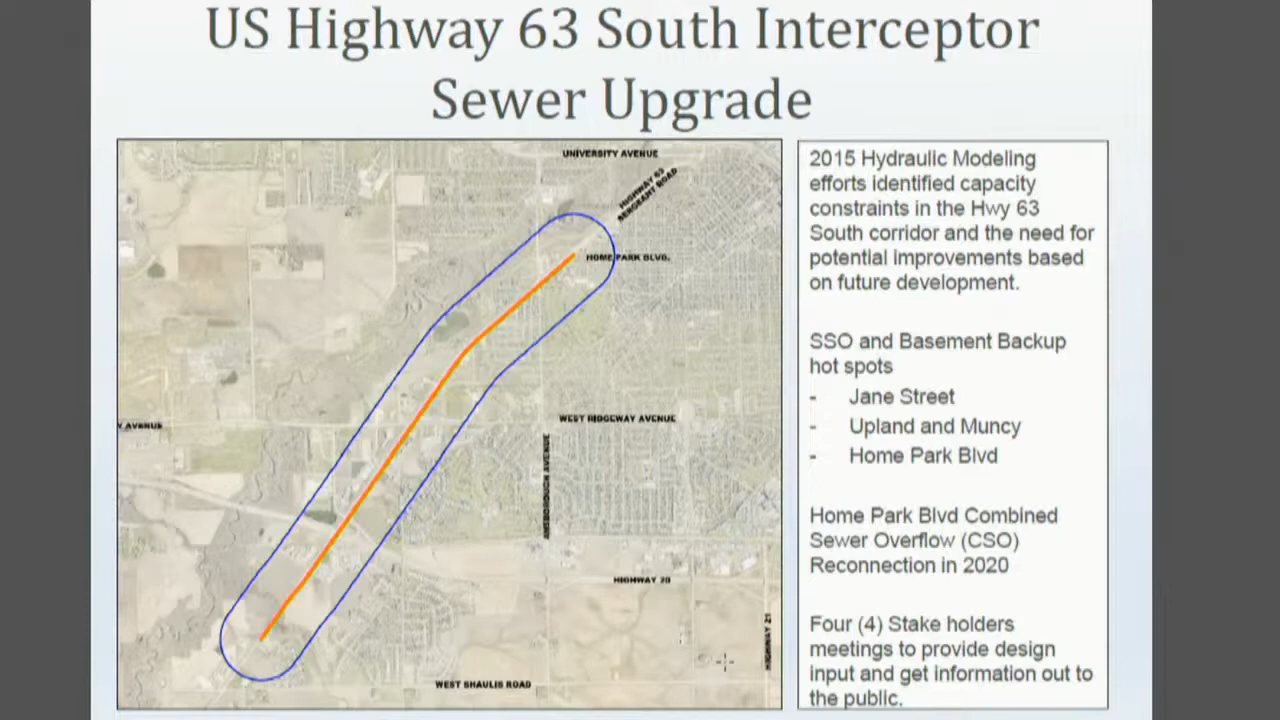 US Highway 63 South Interceptor
Sewer Upgrade
UNIVERSITY AVENUE
HIGHWAY 63
SERGEANT ROAD
HOME PARK BLVD.
WEST RIDGEWAY AVENUE
Y AVENUE
ANSBOROUGH AVENUE
HIGHWAY 20
HIGHWAY 21
WEST SHAULIS ROAD
2015 Hydraulic Modeling
efforts identified capacity
constraints in the Hwy 63
South corridor and the need for
potential improvements based
on future development.
SSO and Basement Backup
hot spots
- Jane Street
- Upland and Muncy
- Home Park Blvd
Home Park Blvd Combined
Sewer Overflow (CSO)
Reconnection in 2020
Four (4) Stake holders
meetings to provide design
input and get information out to
the public.